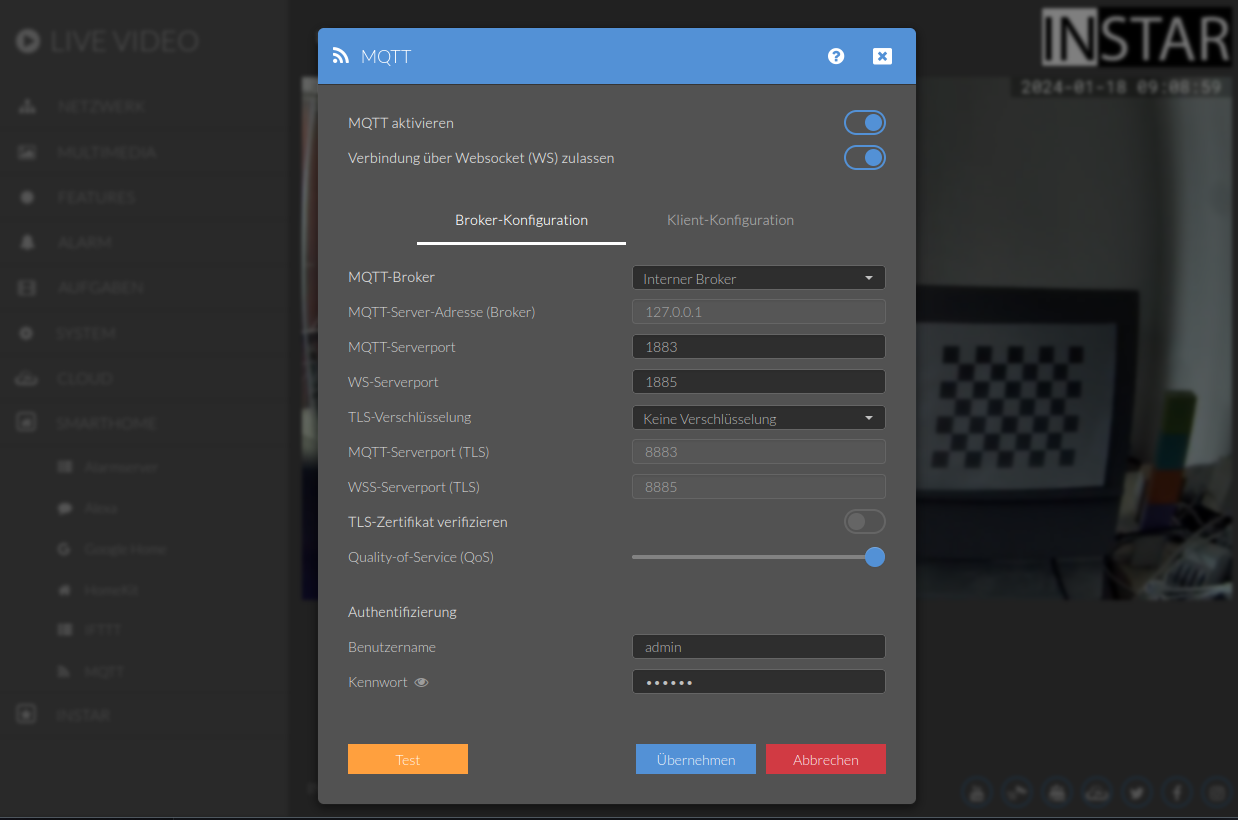 LIVE VIDEO
INSTAR
2024-01-18 09:08:59
NETZWERK
MULTIMEDIA
FEATURES
ALARM
AUFGABEN
SYSTEM
CLOUD
SMARTHOME
Alarmserver
Alexa
Google Home
HomeKit
IFTTT
MQTT
INSTAR
MQTT
MQTT aktivieren
Verbindung über Websocket (WS) zulassen
Broker-Konfiguration
Klient-Konfiguration
MQTT-Broker
Interner Broker
MQTT-Server-Adresse (Broker)
127.0.0.1
MQTT-Serverport
1883
WS-Serverport
1885
TLS-Verschlüsselung
Keine Verschlüsselung
MQTT-Serverport (TLS)
8883
WSS-Serverport (TLS)
8885
TLS-Zertifikat verifizieren
Quality-of-Service (QoS)
Authentifizierung
Benutzername
admin
Kennwort
••••••
Test
Übernehmen
Abbrechen